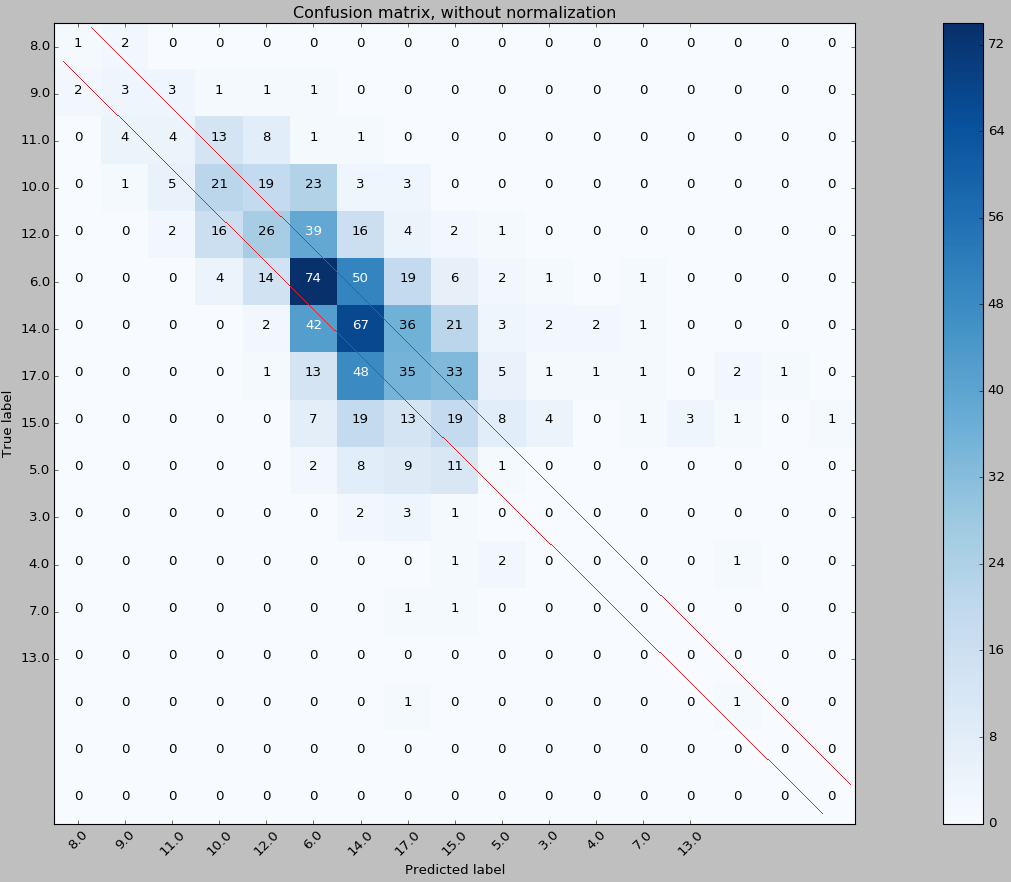 Confusion matrix, without normalization
8.0 1 2 0 0 0 0 0 0 0 0 0 0 0 0 0 0 0
9.0 2 3 3 1 1 1 0 0 0 0 0 0 0 0 0 0 0
11.0 0 4 4 13 8 1 1 0 0 0 0 0 0 0 0 0 0
10.0 0 1 5 21 19 23 3 3 0 0 0 0 0 0 0 0 0
12.0 0 0 2 16 26 39 16 4 2 1 0 0 0 0 0 0 0
6.0 0 0 0 4 14 74 50 19 6 2 1 0 1 0 0 0 0
14.0 0 0 0 0 2 42 67 36 21 3 2 2 1 0 0 0 0
17.0 0 0 0 0 1 13 48 35 33 5 1 1 1 0 2 1 0
15.0 0 0 0 0 0 7 19 13 19 8 4 0 1 3 1 0 1
5.0 0 0 0 0 0 2 8 9 11 1 0 0 0 0 0 0 0
3.0 0 0 0 0 0 0 2 3 1 0 0 0 0 0 0 0 0
4.0 0 0 0 0 0 0 0 0 1 2 0 0 0 0 1 0 0
7.0 0 0 0 0 0 0 0 1 1 0 0 0 0 0 0 0 0
13.0 0 0 0 0 0 0 0 0 0 0 0 0 0 0 0 0 0
0 0 0 0 0 0 0 1 0 0 0 0 0 0 1 0 0
0 0 0 0 0 0 0 0 0 0 0 0 0 0 0 0 0
0 0 0 0 0 0 0 0 0 0 0 0 0 0 0 0 0
8.0 9.0 11.0 10.0 12.0 6.0 14.0 17.0 15.0 5.0 3.0 4.0 7.0 13.0
Predicted label
True label
72
64
56
48
40
32
24
16
8
0